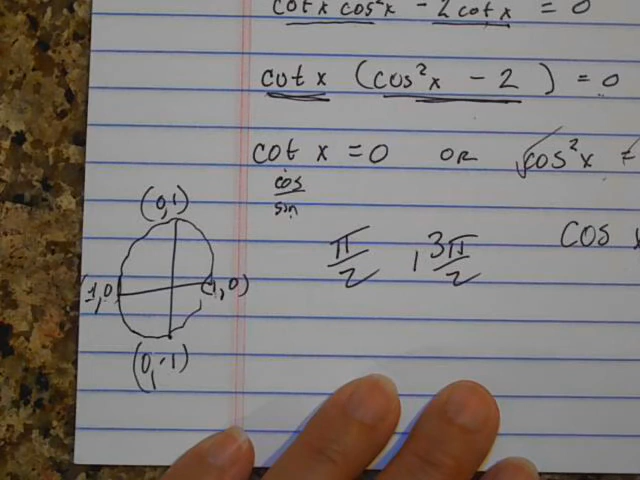 cot x cos²x - 2 cot x = 0
cot x (cos²x - 2) = 0
cot x = 0 OR √cos²x =
cos
sin
(0,1)
π/2, 3π/2 cos x
(-1,0) (1,0)
(0,-1)